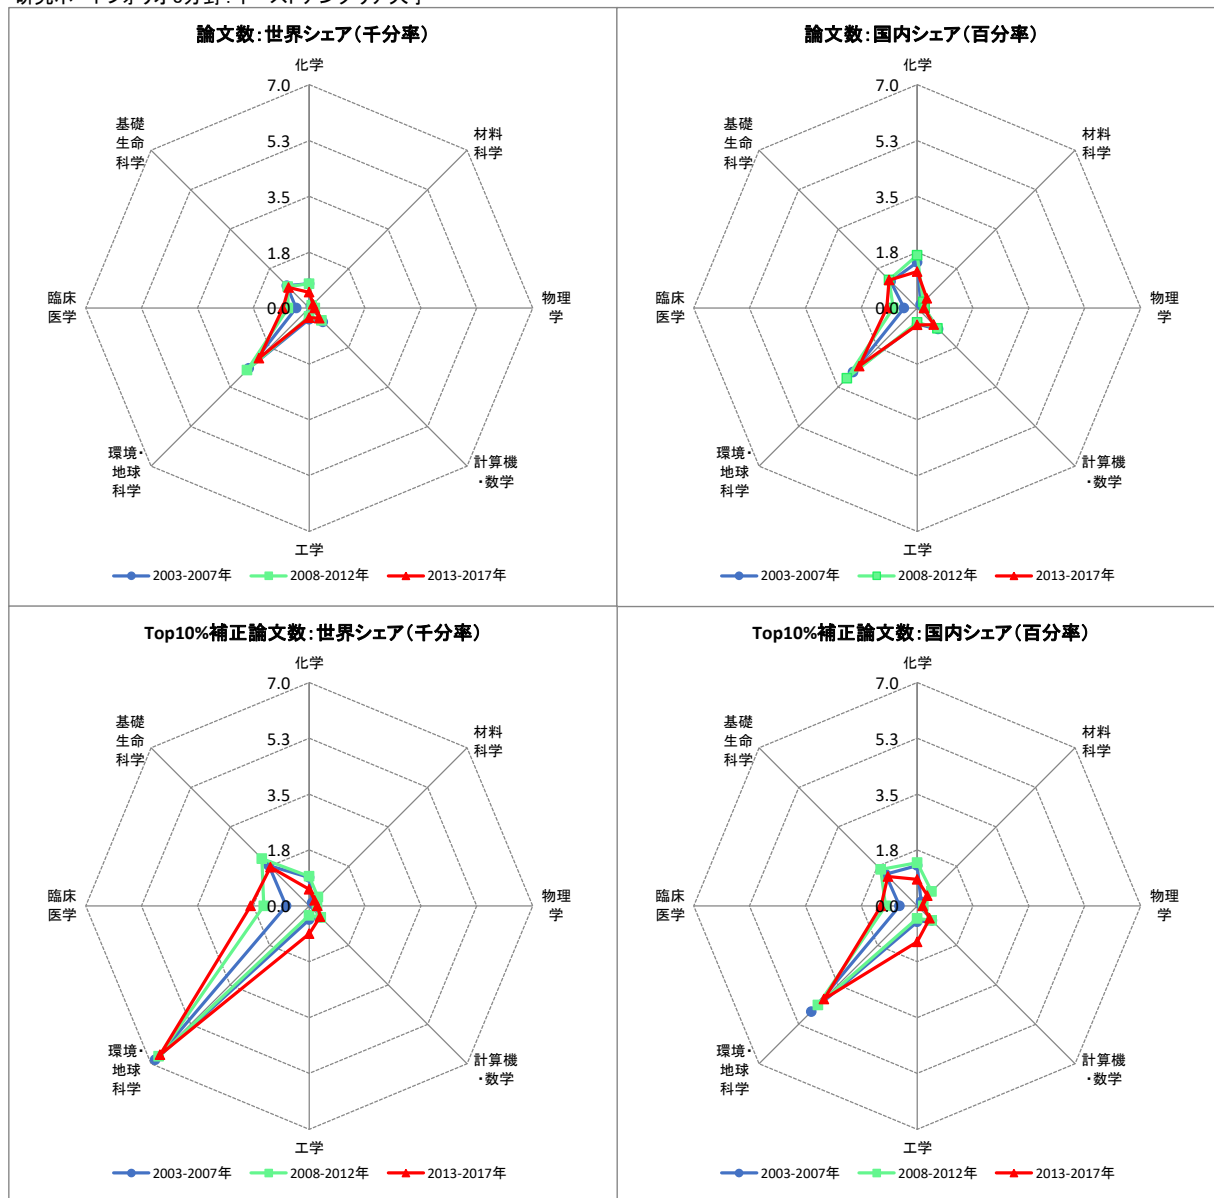 論文数：世界シェア（千分率）
化学
7.0
5.3
3.5
1.8
0.0
材料
科学
物理
学
計算機
・数学
工学
環境・
地球
科学
臨床
医学
基礎
生命
科学
2003-2007年 2008-2012年 2013-2017年
論文数：国内シェア（百分率）
化学
7.0
5.3
3.5
1.8
0.0
材料
科学
物理
学
計算機
・数学
工学
環境・
地球
科学
臨床
医学
基礎
生命
科学
2003-2007年 2008-2012年 2013-2017年
Top10%補正論文数：世界シェア（千分率）
化学
7.0
5.3
3.5
1.8
0.0
材料
科学
物理
学
計算機
・数学
工学
環境・
地球
科学
臨床
医学
基礎
生命
科学
2003-2007年 2008-2012年 2013-2017年
Top10%補正論文数：国内シェア（百分率）
化学
7.0
5.3
3.5
1.8
0.0
材料
科学
物理
学
計算機
・数学
工学
環境・
地球
科学
臨床
医学
基礎
生命
科学
2003-2007年 2008-2012年 2013-2017年